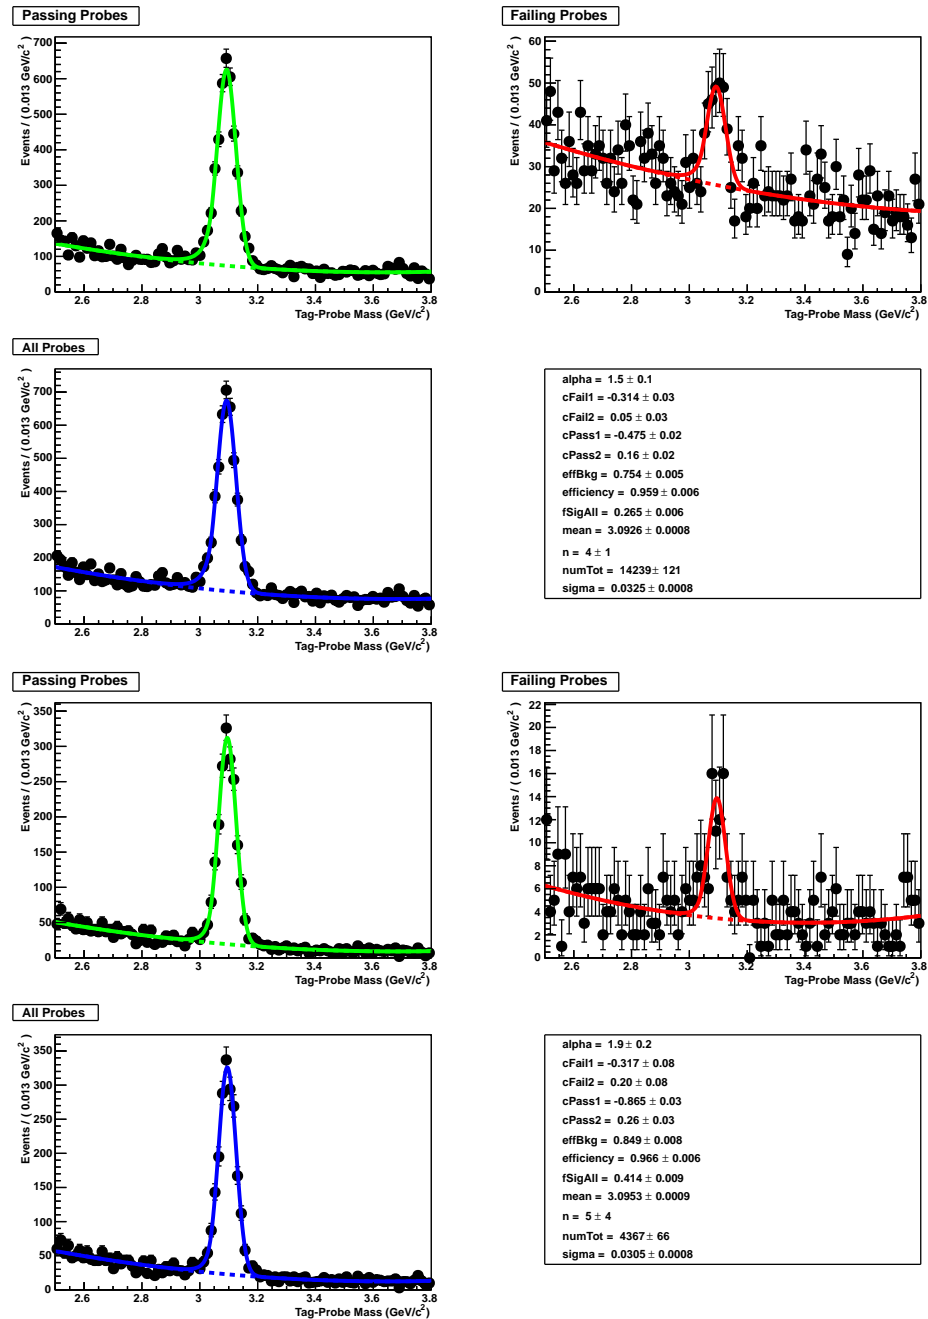 Passing Probes
Events / ( 0.013 GeV/c² )
700
600
500
400
300
200
100
0
2.6 2.8 3 3.2 3.4 3.6 3.8
Tag-Probe Mass (GeV/c²)
Failing Probes
Events / ( 0.013 GeV/c² )
60
50
40
30
20
10
0
2.6 2.8 3 3.2 3.4 3.6 3.8
Tag-Probe Mass (GeV/c²)
All Probes
Events / ( 0.013 GeV/c² )
700
600
500
400
300
200
100
0
2.6 2.8 3 3.2 3.4 3.6 3.8
Tag-Probe Mass (GeV/c²)
alpha = 1.5 ± 0.1
cFail1 = -0.314 ± 0.03
cFail2 = 0.05 ± 0.03
cPass1 = -0.475 ± 0.02
cPass2 = 0.16 ± 0.02
effBkg = 0.754 ± 0.005
efficiency = 0.959 ± 0.006
fSigAll = 0.265 ± 0.006
mean = 3.0926 ± 0.0008
n = 4 ± 1
numTot = 14239 ± 121
sigma = 0.0325 ± 0.0008
Passing Probes
Events / ( 0.013 GeV/c² )
350
300
250
200
150
100
50
0
2.6 2.8 3 3.2 3.4 3.6 3.8
Tag-Probe Mass (GeV/c²)
Failing Probes
Events / ( 0.013 GeV/c² )
22
20
18
16
14
12
10
8
6
4
2
0
2.6 2.8 3 3.2 3.4 3.6 3.8
Tag-Probe Mass (GeV/c²)
All Probes
Events / ( 0.013 GeV/c² )
350
300
250
200
150
100
50
0
2.6 2.8 3 3.2 3.4 3.6 3.8
Tag-Probe Mass (GeV/c²)
alpha = 1.9 ± 0.2
cFail1 = -0.317 ± 0.08
cFail2 = 0.20 ± 0.08
cPass1 = -0.865 ± 0.03
cPass2 = 0.26 ± 0.03
effBkg = 0.849 ± 0.008
efficiency = 0.966 ± 0.006
fSigAll = 0.414 ± 0.009
mean = 3.0953 ± 0.0009
n = 5 ± 4
numTot = 4367 ± 66
sigma = 0.0305 ± 0.0008